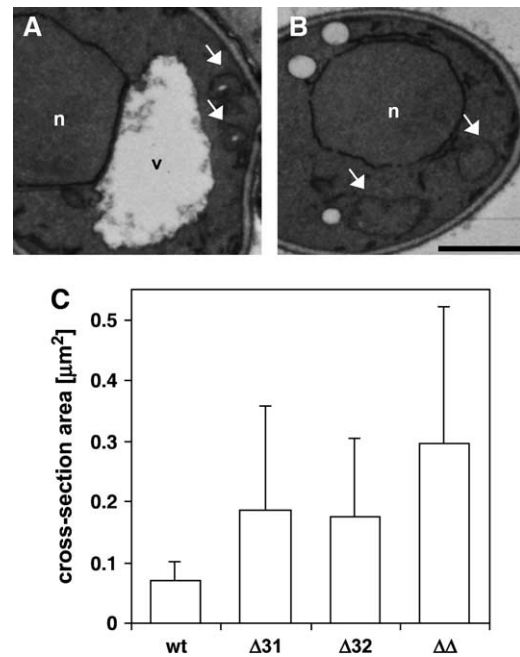 A
n
v
B
n
C
cross-section area [μm²]
0.5
0.4
0.3
0.2
0.1
0
wt Δ31 Δ32 ΔΔ